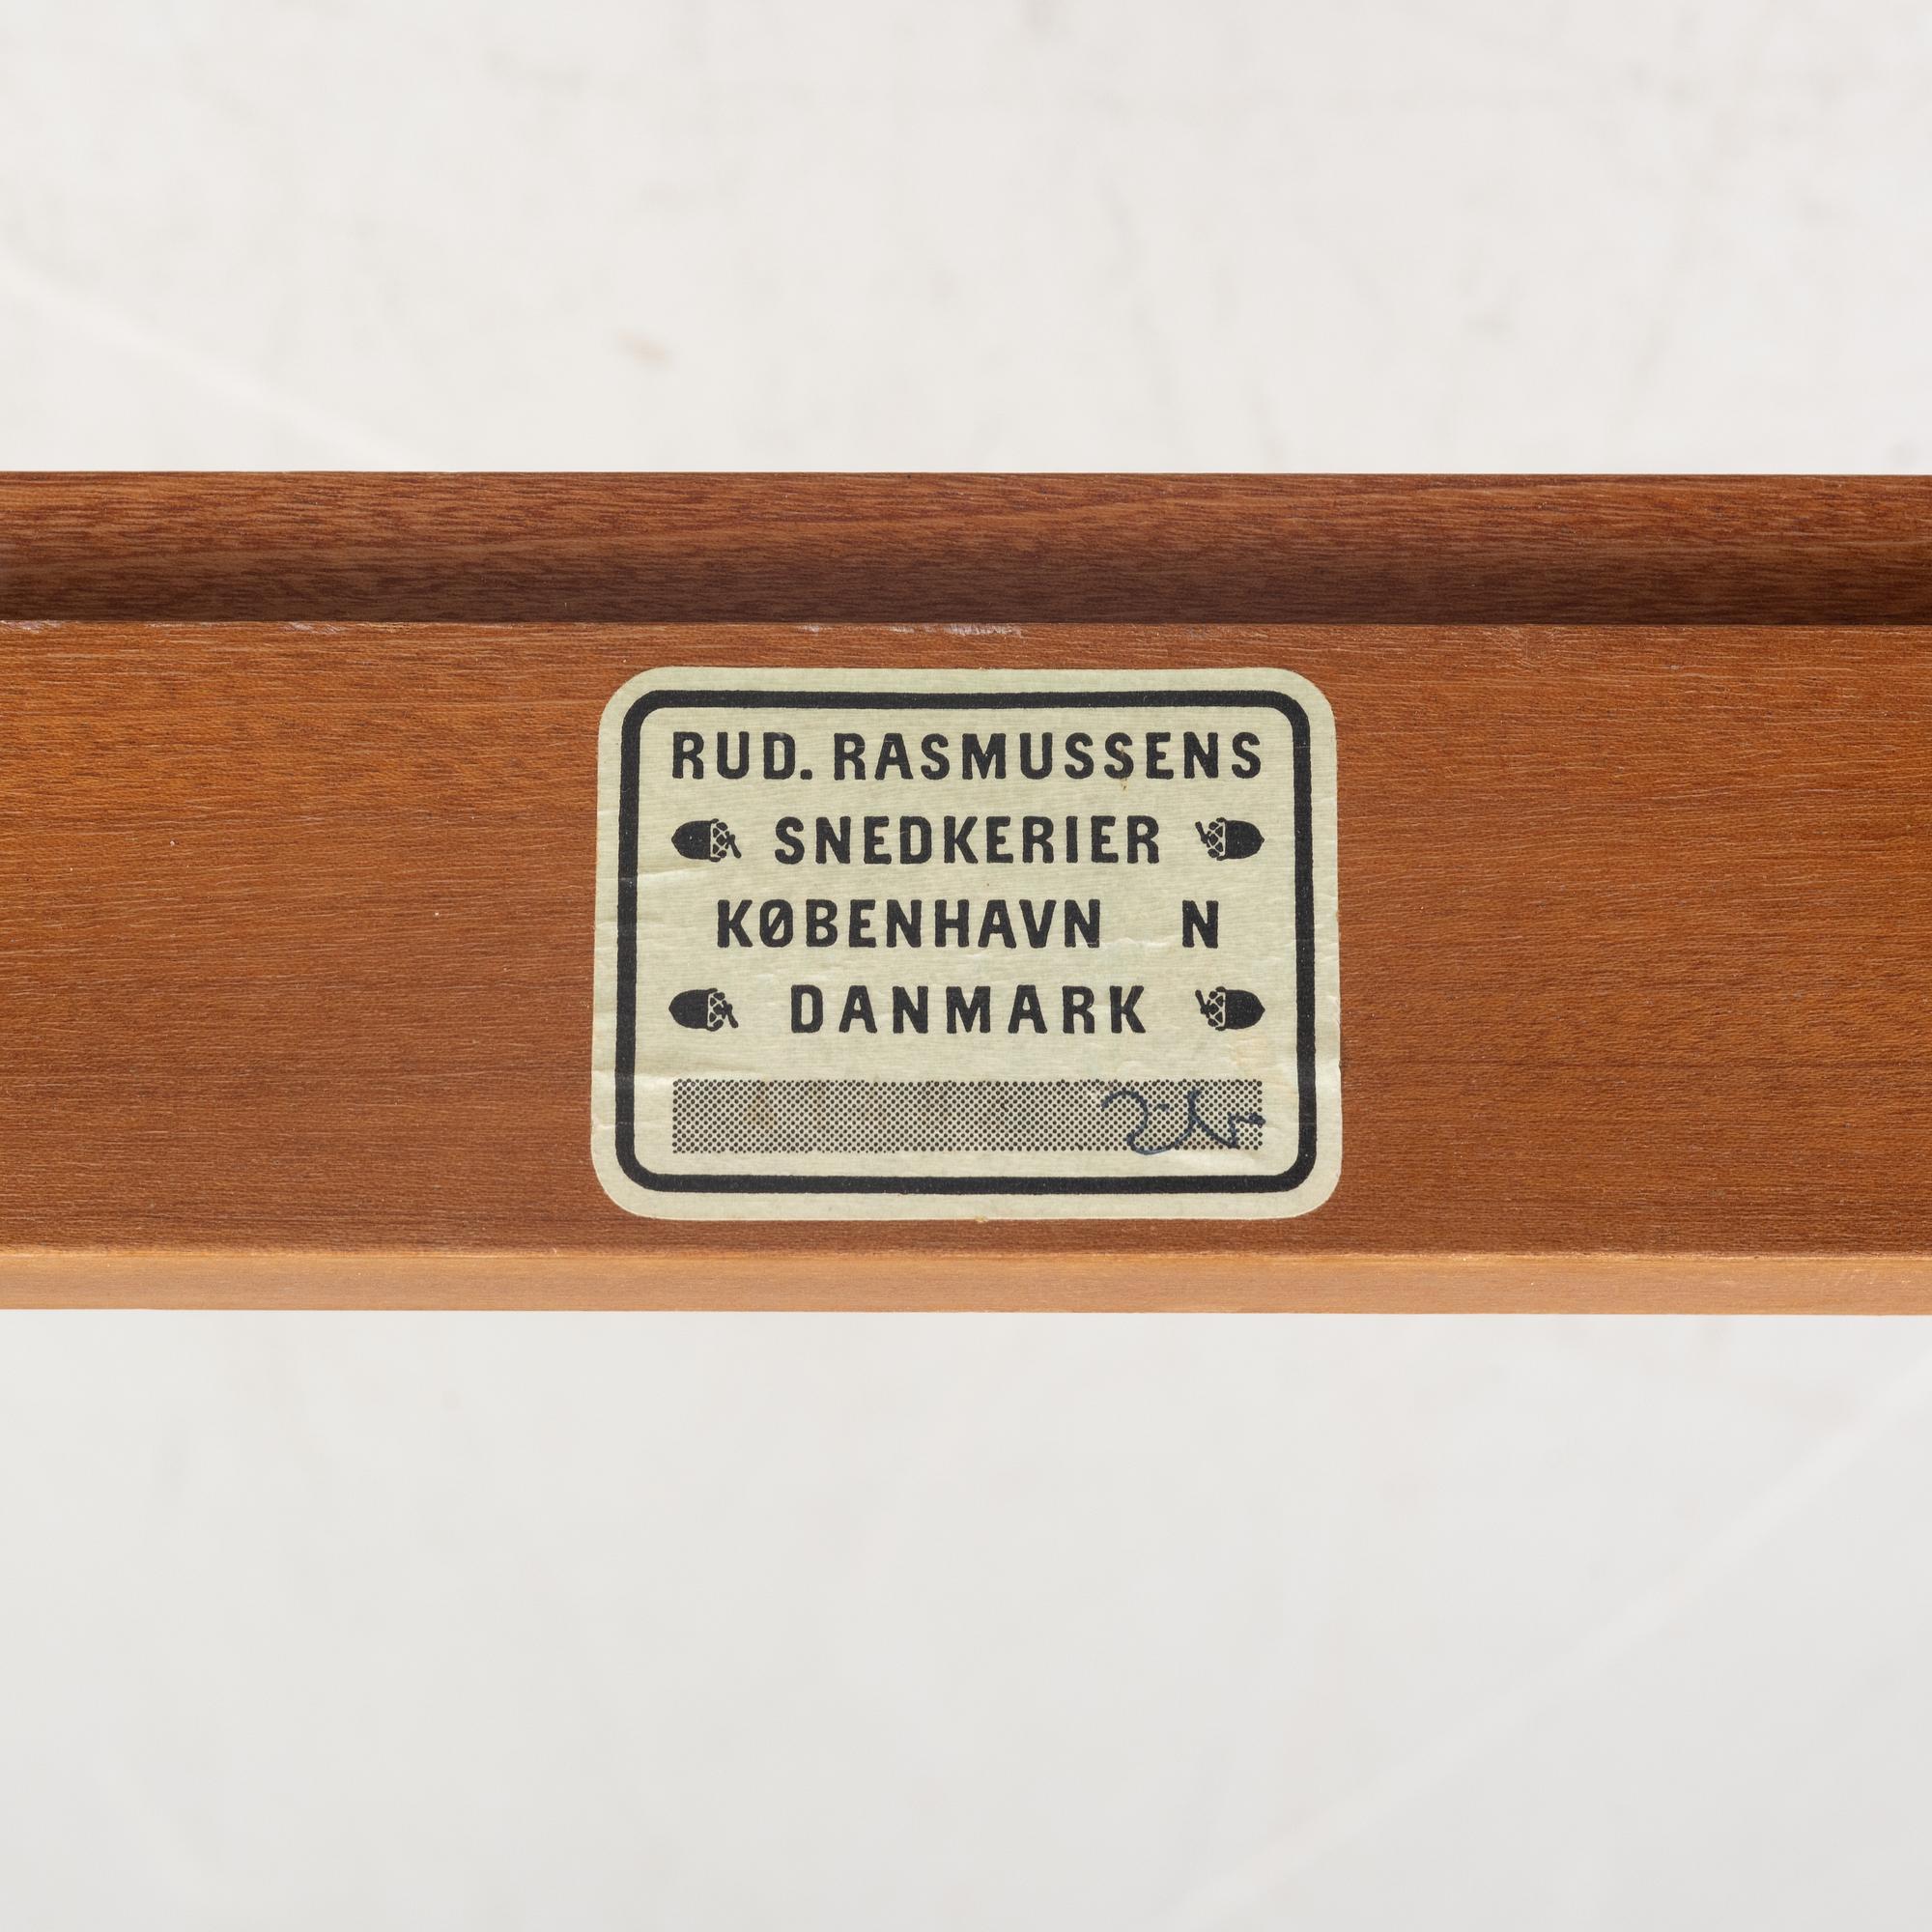 RUD. RASMUSSENS
SNEDKERIER
KØBENHAVN N
DANMARK